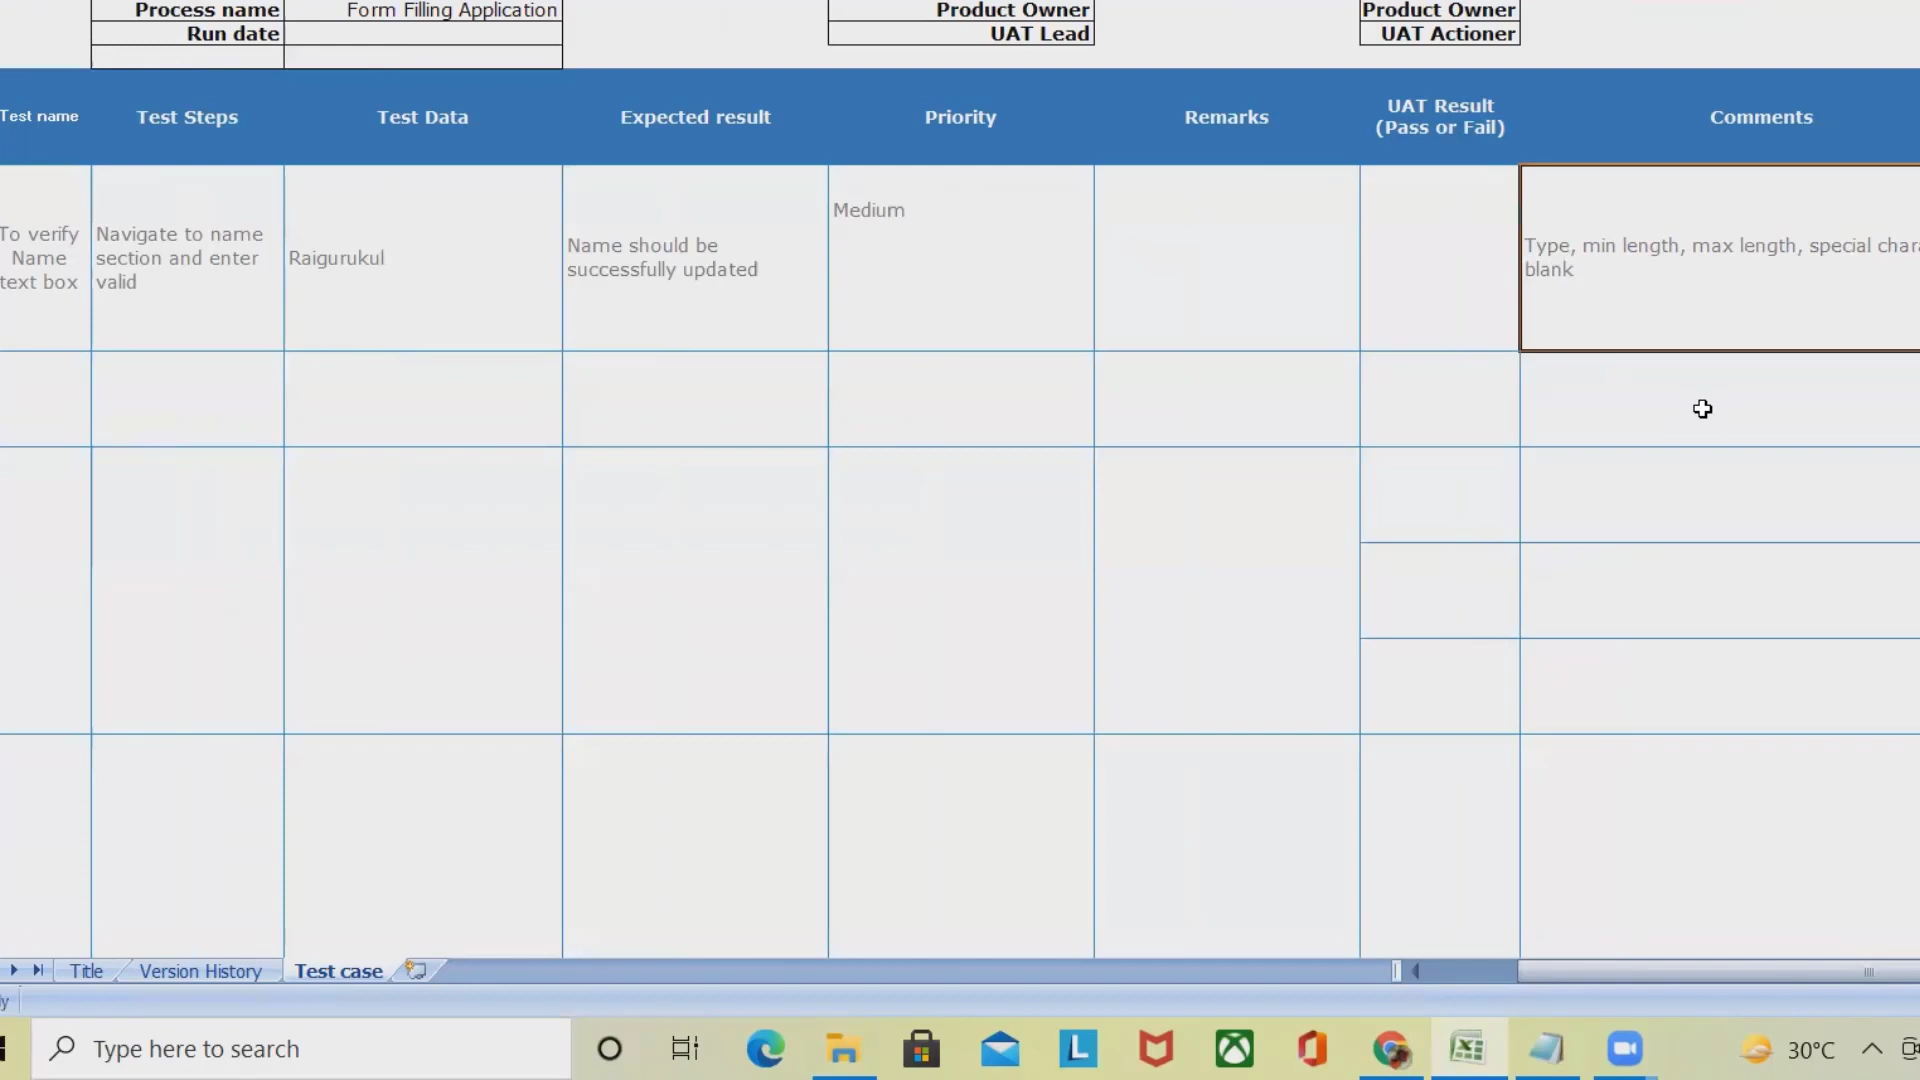 Process name Form Filling Application Product Owner Product Owner
Run date UAT Lead UAT Actioner
Test name Test Steps Test Data Expected result Priority Remarks UAT Result Comments
(Pass or Fail)
To verify
Name
text box
Navigate to name
section and enter
valid
Raigurukul
Name should be
successfully updated
Medium
Type, min length, max length, special
blank
Title Version History Test case
Type here to search
30°C